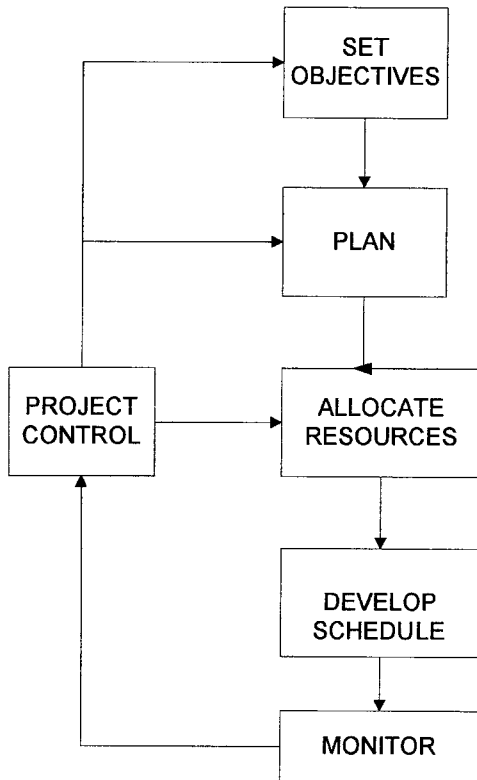 SET
OBJECTIVES
PLAN
PROJECT
CONTROL
ALLOCATE
RESOURCES
DEVELOP
SCHEDULE
MONITOR